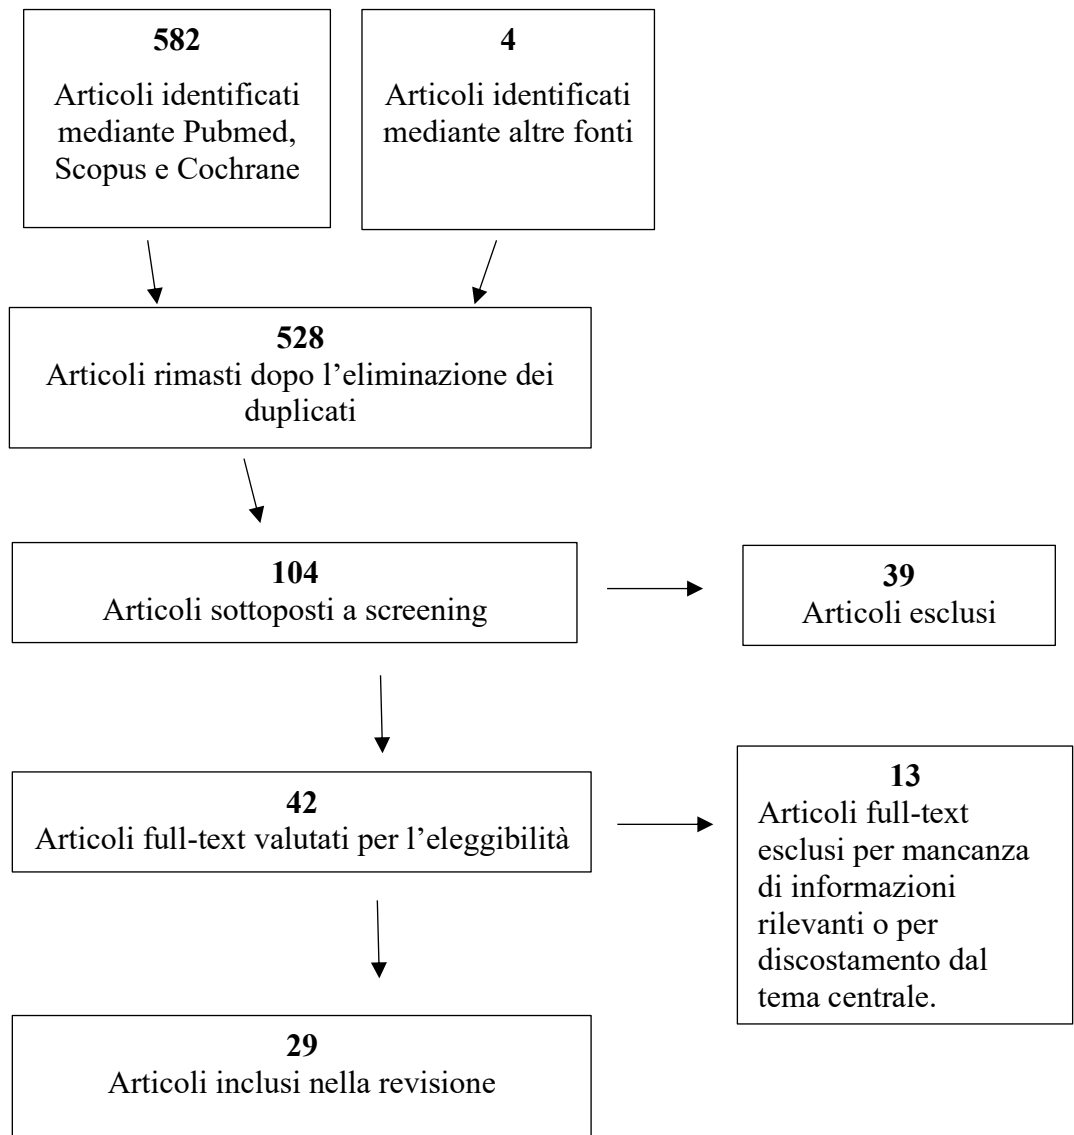 582
Articoli identificati
mediante Pubmed,
Scopus e Cochrane
4
Articoli identificati
mediante altre fonti
528
Articoli rimasti dopo l’eliminazione dei
duplicati
104
Articoli sottoposti a screening
39
Articoli esclusi
42
Articoli full-text valutati per l’eleggibilità
13
Articoli full-text
esclusi per mancanza
di informazioni
rilevanti o per
discostamento dal
tema centrale.
29
Articoli inclusi nella revisione